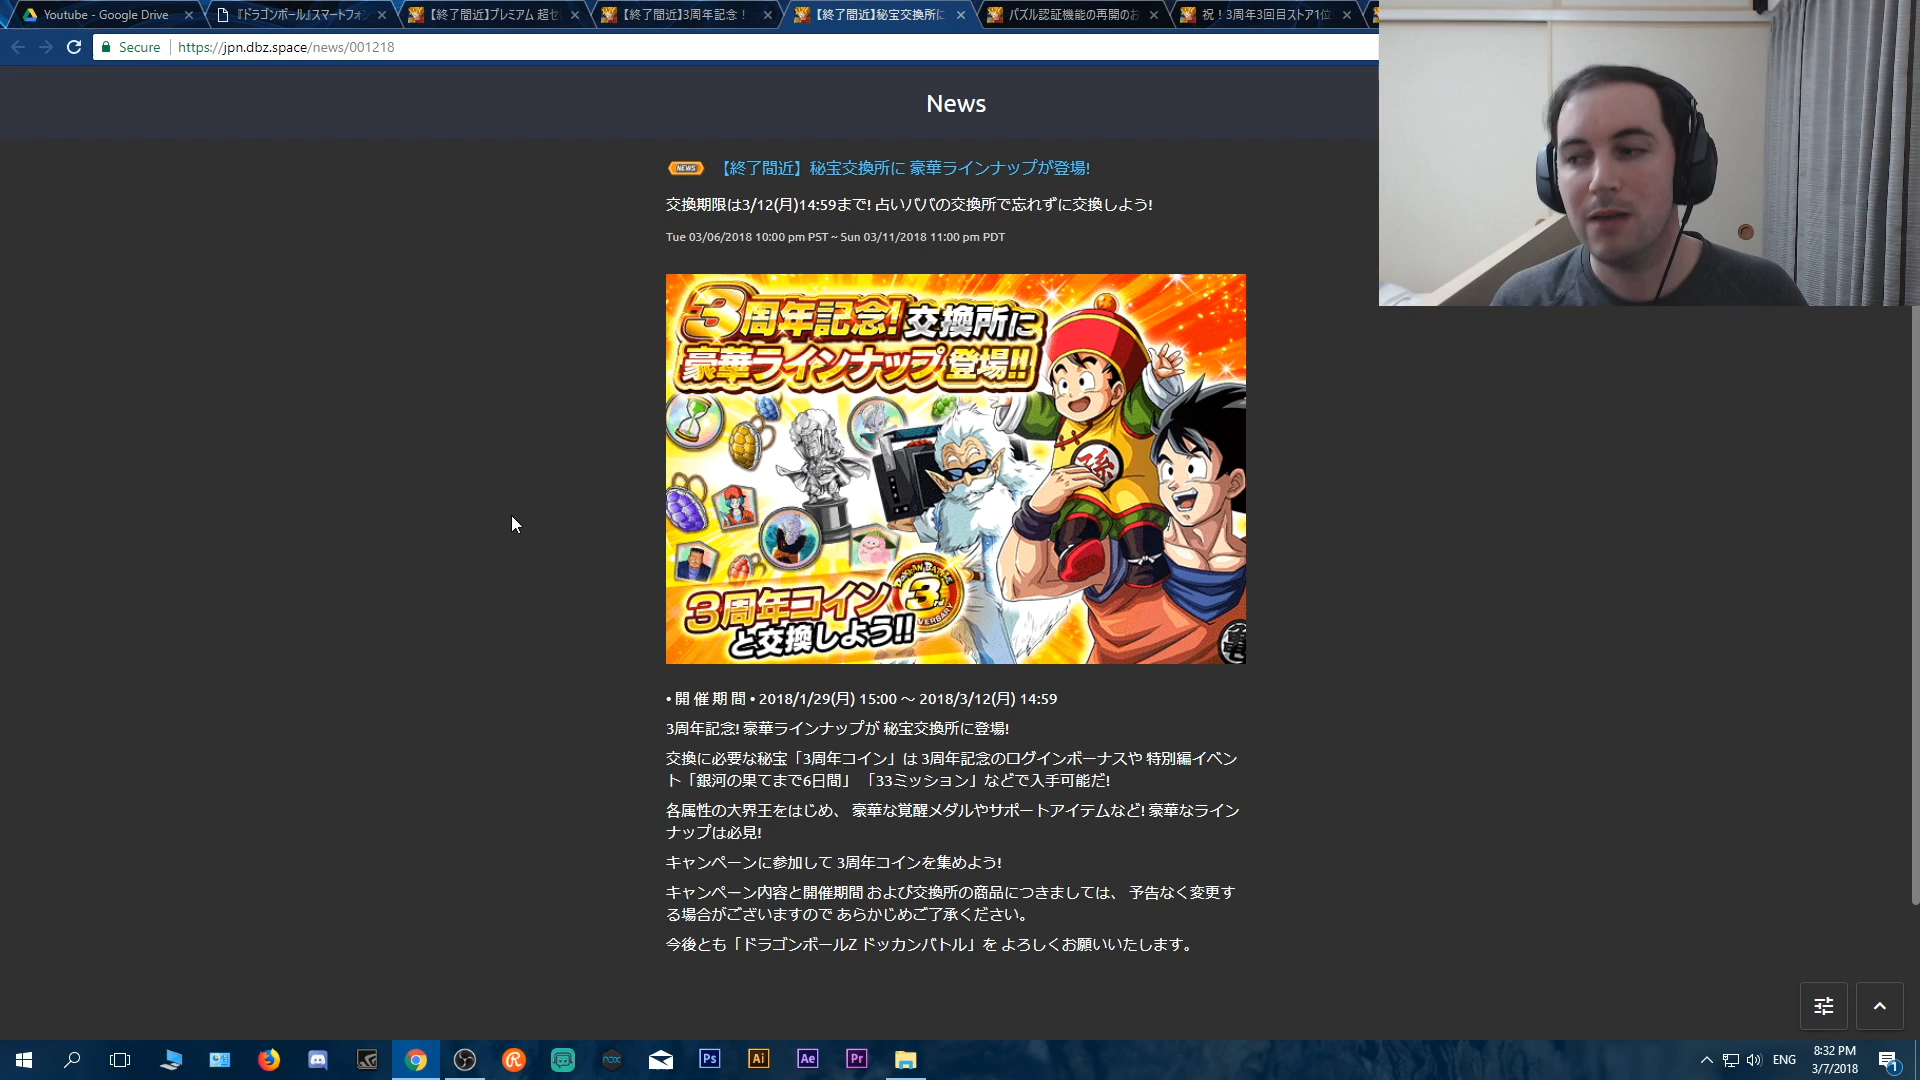 Youtube - Google Drive
『ドラゴンボール』スマートフォン
【終了間近】プレミアム 超セ
【終了間近】3周年記念！
【終了間近】秘宝交換所に
パズル認証機能の再開のお
祝！3周年3回目ストア1位
Secure
https://jpn.dbz.space/news/001218
News
NEWS
【終了間近】秘宝交換所に 豪華ラインナップが登場!
交換期限は3/12(月)14:59まで! 占いババの交換所で忘れずに交換しよう!
Tue 03/06/2018 10:00 pm PST ~ Sun 03/11/2018 11:00 pm PDT
3周年記念!交換所に
豪華ラインナップ登場!!
孫
亀
DOKKAN BATTLE
3rd
3周年コイン
と交換しよう!!
• 開 催 期 間 • 2018/1/29(月) 15:00 〜 2018/3/12(月) 14:59
3周年記念! 豪華ラインナップが 秘宝交換所に登場!
交換に必要な秘宝「3周年コイン」は 3周年記念のログインボーナスや 特別編イベン
ト「銀河の果てまで6日間」 「33ミッション」などで入手可能だ!
各属性の大界王をはじめ、 豪華な覚醒メダルやサポートアイテムなど! 豪華なライン
ナップは必見!
キャンペーンに参加して 3周年コインを集めよう!
キャンペーン内容と開催期間 および交換所の商品につきましては、 予告なく変更す
る場合がございますので あらかじめご了承ください。
今後とも「ドラゴンボールZ ドッカンバトル」を よろしくお願いいたします。
nox
Ps
Ai
Ae
Pr
ENG
8:32 PM
3/7/2018
1